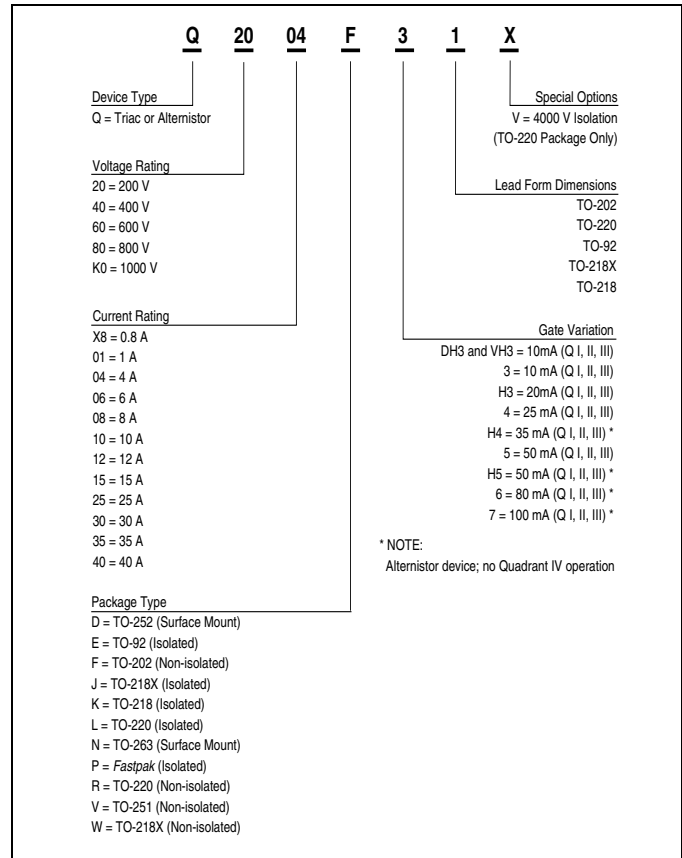 Q 20 04 F 3 1 X
Device Type
Q = Triac or Alternistor
Voltage Rating
20 = 200 V
40 = 400 V
60 = 600 V
80 = 800 V
K0 = 1000 V
Current Rating
X8 = 0.8 A
01 = 1 A
04 = 4 A
06 = 6 A
08 = 8 A
10 = 10 A
12 = 12 A
15 = 15 A
25 = 25 A
30 = 30 A
35 = 35 A
40 = 40 A
Package Type
D = TO-252 (Surface Mount)
E = TO-92 (Isolated)
F = TO-202 (Non-isolated)
J = TO-218X (Isolated)
K = TO-218 (Isolated)
L = TO-220 (Isolated)
N = TO-263 (Surface Mount)
P = Fastpak (Isolated)
R = TO-220 (Non-isolated)
V = TO-251 (Non-isolated)
W = TO-218X (Non-isolated)
Special Options
V = 4000 V Isolation
(TO-220 Package Only)
Lead Form Dimensions
TO-202
TO-220
TO-92
TO-218X
TO-218
Gate Variation
DH3 and VH3 = 10mA (Q I, II, III)
3 = 10 mA (Q I, II, III)
H3 = 20mA (Q I, II, III)
4 = 25 mA (Q I, II, III)
H4 = 35 mA (Q I, II, III) *
5 = 50 mA (Q I, II, III)
H5 = 50 mA (Q I, II, III) *
6 = 80 mA (Q I, II, III) *
7 = 100 mA (Q I, II, III) *
* NOTE:
Alternistor device; no Quadrant IV operation